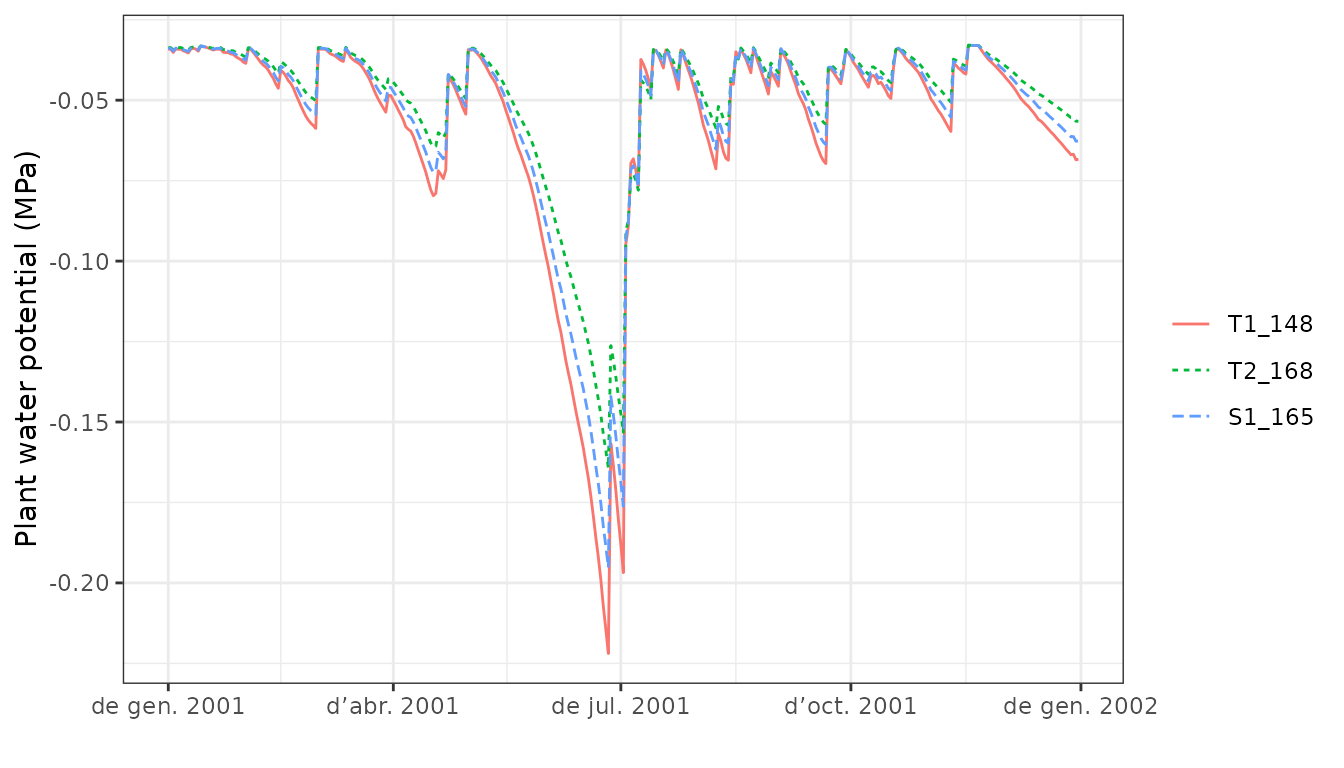 Plant water potential (MPa)
-0.05
-0.10
-0.15
-0.20
de gen. 2001
d’abr. 2001
de jul. 2001
d’oct. 2001
de gen. 2002
T1_148
T2_168
S1_165